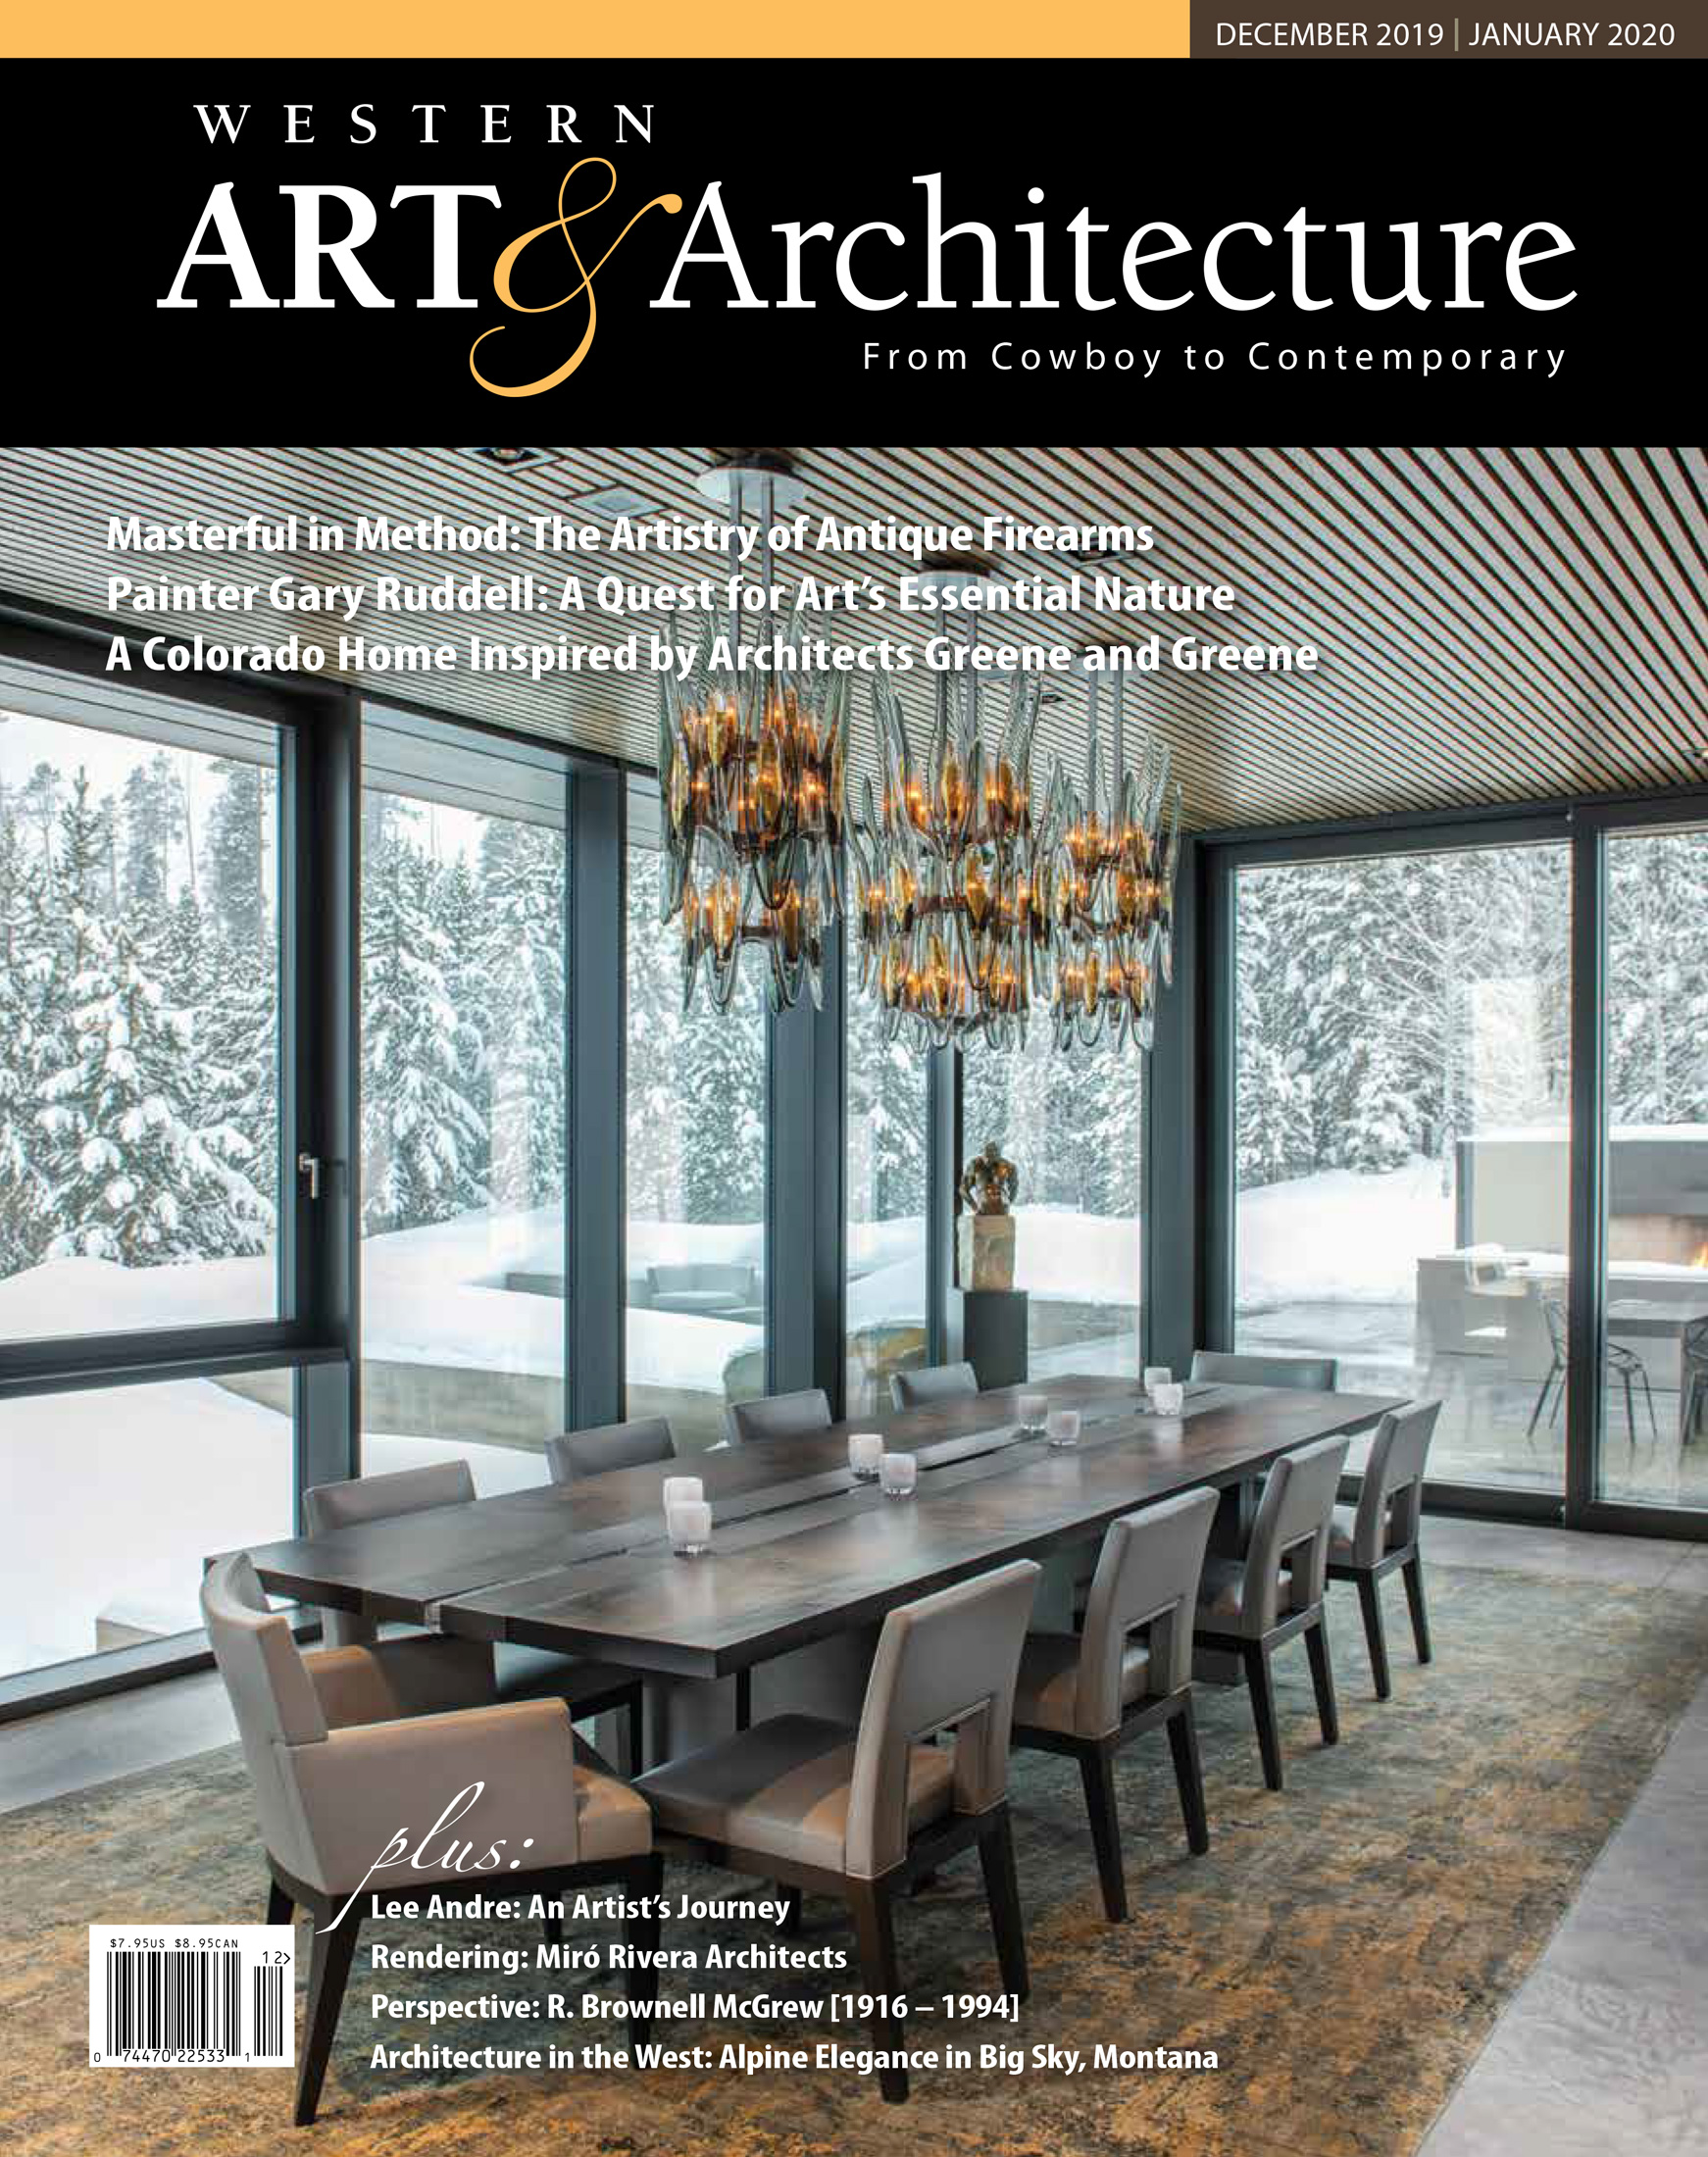 DECEMBER 2019 | JANUARY 2020
WESTERN
ART & Architecture
From Cowboy to Contemporary
Masterful in Method: The Artistry of Antique Firearms
Painter Gary Ruddell: A Quest for Art’s Essential Nature
A Colorado Home Inspired by Architects Greene and Greene
plus:
Lee Andre: An Artist’s Journey
Rendering: Miró Rivera Architects
Perspective: R. Brownell McGrew [1916 – 1994]
Architecture in the West: Alpine Elegance in Big Sky, Montana
$7.95US $8.95CAN
12>
0 74470 22533 1